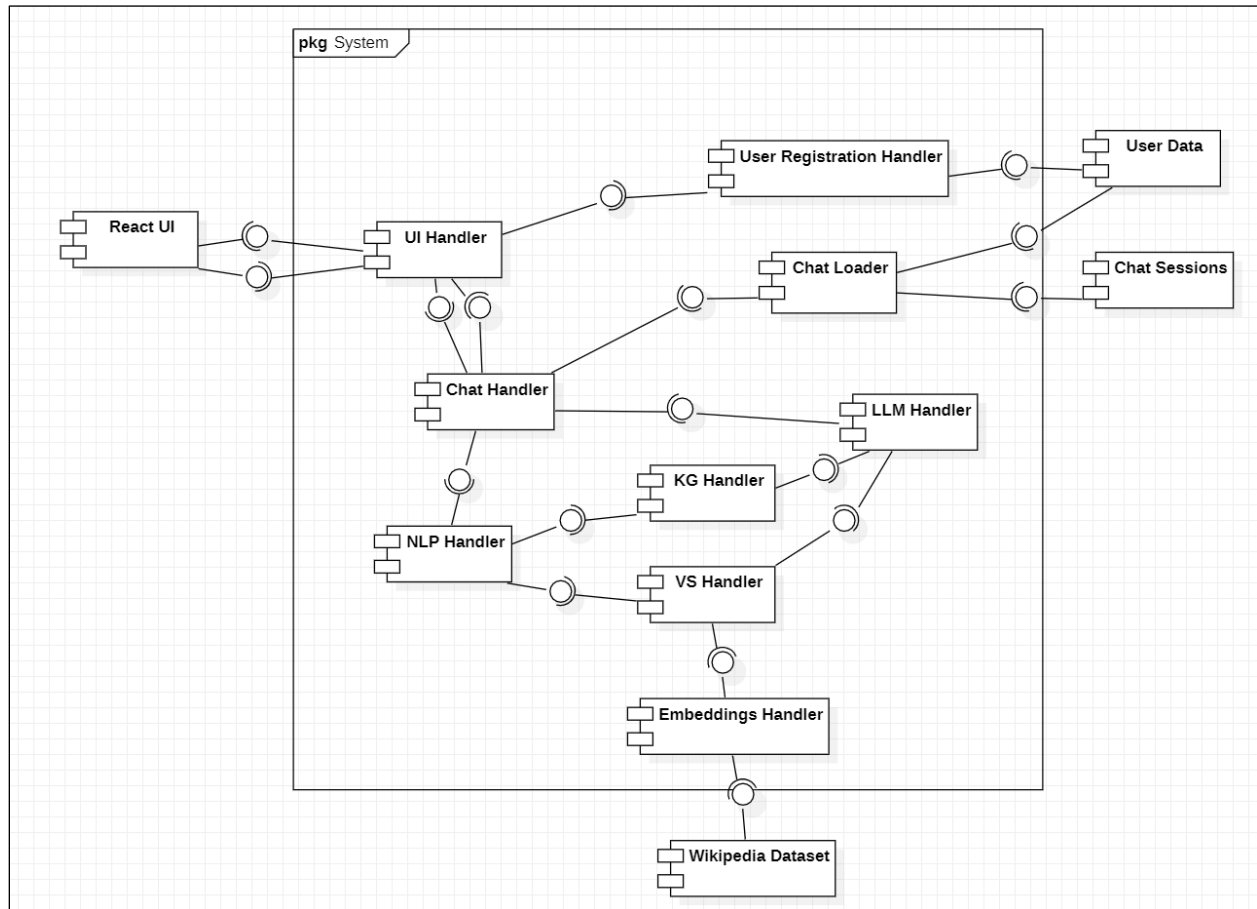 pkg System
User Registration Handler
User Data
React UI
UI Handler
Chat Loader
Chat Sessions
Chat Handler
LLM Handler
KG Handler
NLP Handler
VS Handler
Embeddings Handler
Wikipedia Dataset